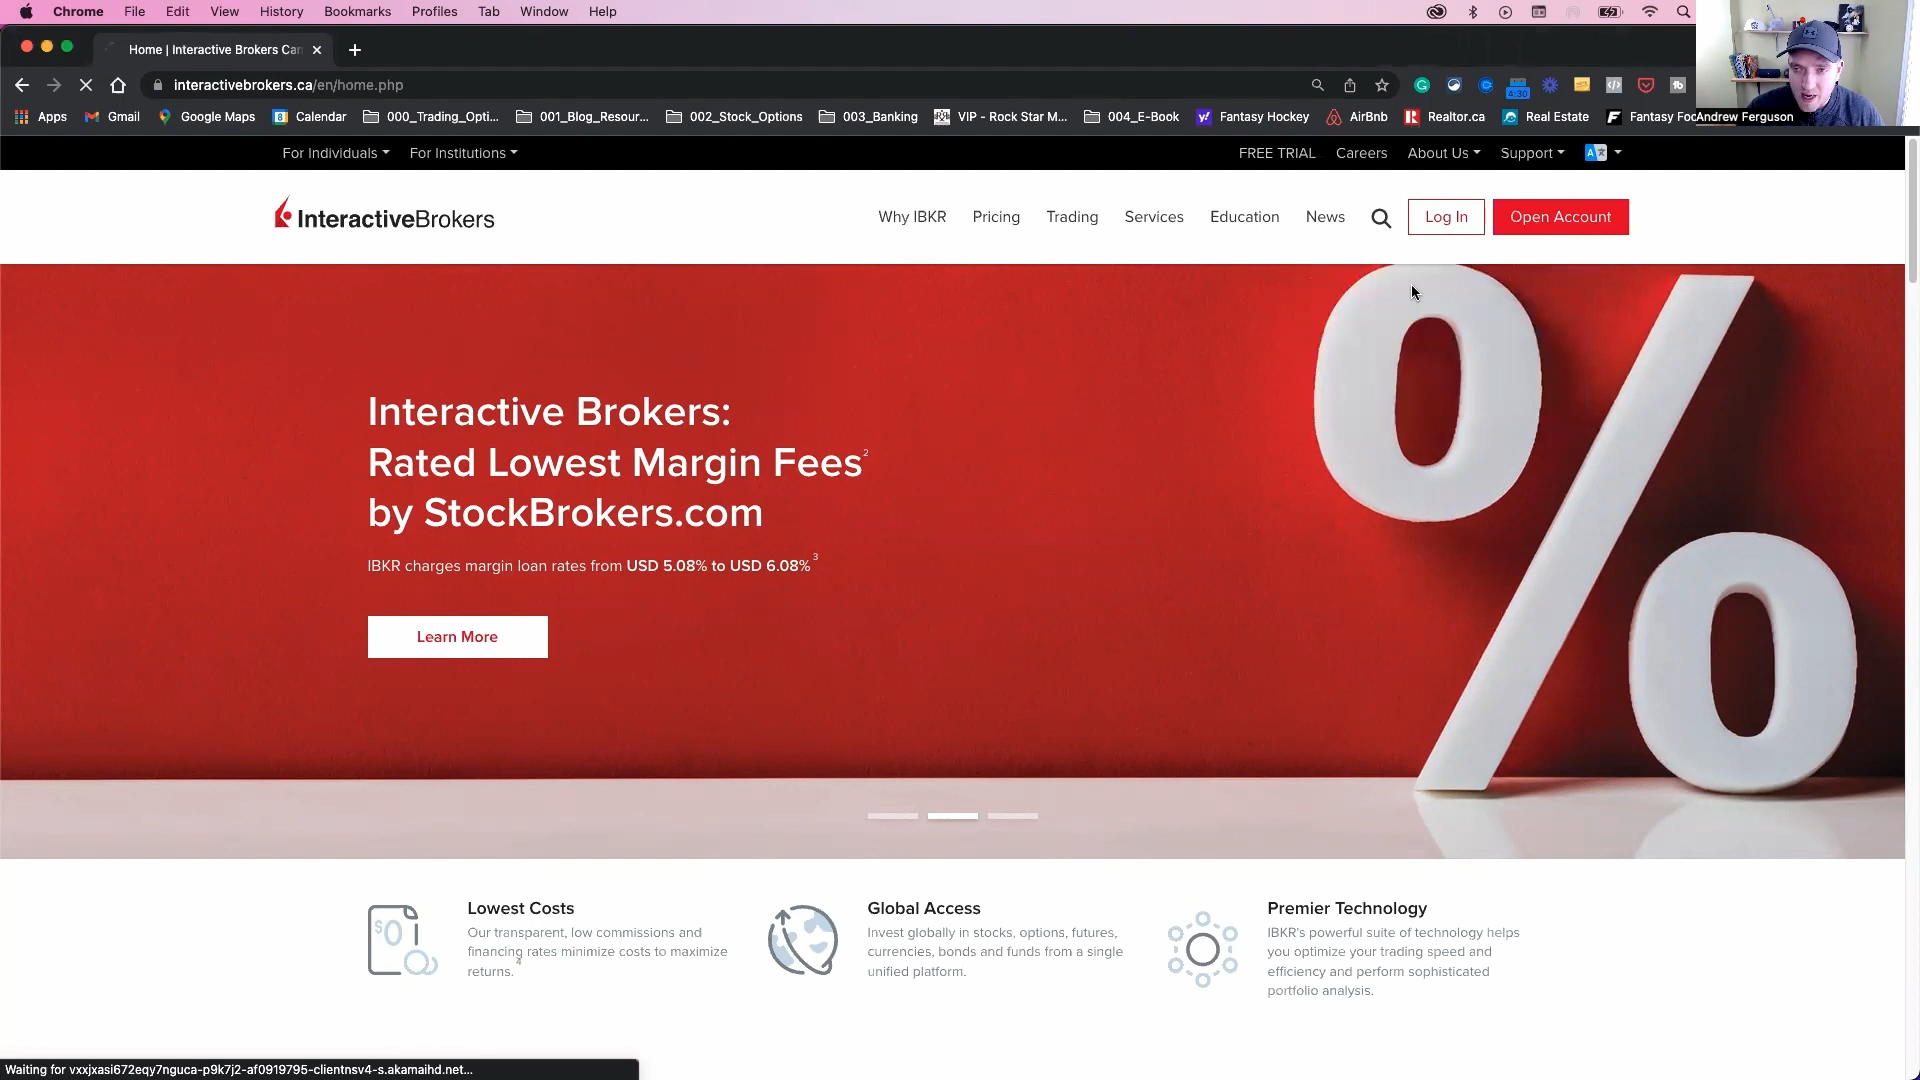 Chrome File Edit View History Bookmarks Profiles Tab Window Help
Home | Interactive Brokers Can
interactivebrokers.ca/en/home.php
4:30
Apps Gmail Google Maps Calendar 000_Trading_Opti... 001_Blog_Resour... 002_Stock_Options 003_Banking VIP - Rock Star M... 004_E-Book Fantasy Hockey AirBnb Realtor.ca Real Estate Fantasy Foo
Andrew Ferguson
For Individuals For Institutions FREE TRIAL Careers About Us Support
InteractiveBrokers Why IBKR Pricing Trading Services Education News Log In Open Account
Interactive Brokers:
Rated Lowest Margin Fees2
by StockBrokers.com
IBKR charges margin loan rates from USD 5.08% to USD 6.08% 3
Learn More
%
Lowest Costs
Our transparent, low commissions and
financing rates minimize costs to maximize
returns.4
Global Access
Invest globally in stocks, options, futures,
currencies, bonds and funds from a single
unified platform.
Premier Technology
IBKR's powerful suite of technology helps
you optimize your trading speed and
efficiency and perform sophisticated
portfolio analysis.
Waiting for vxxjxasi672eqy7nguca-p9k7j2-af0919795-clientnsv4-s.akamaihd.net...